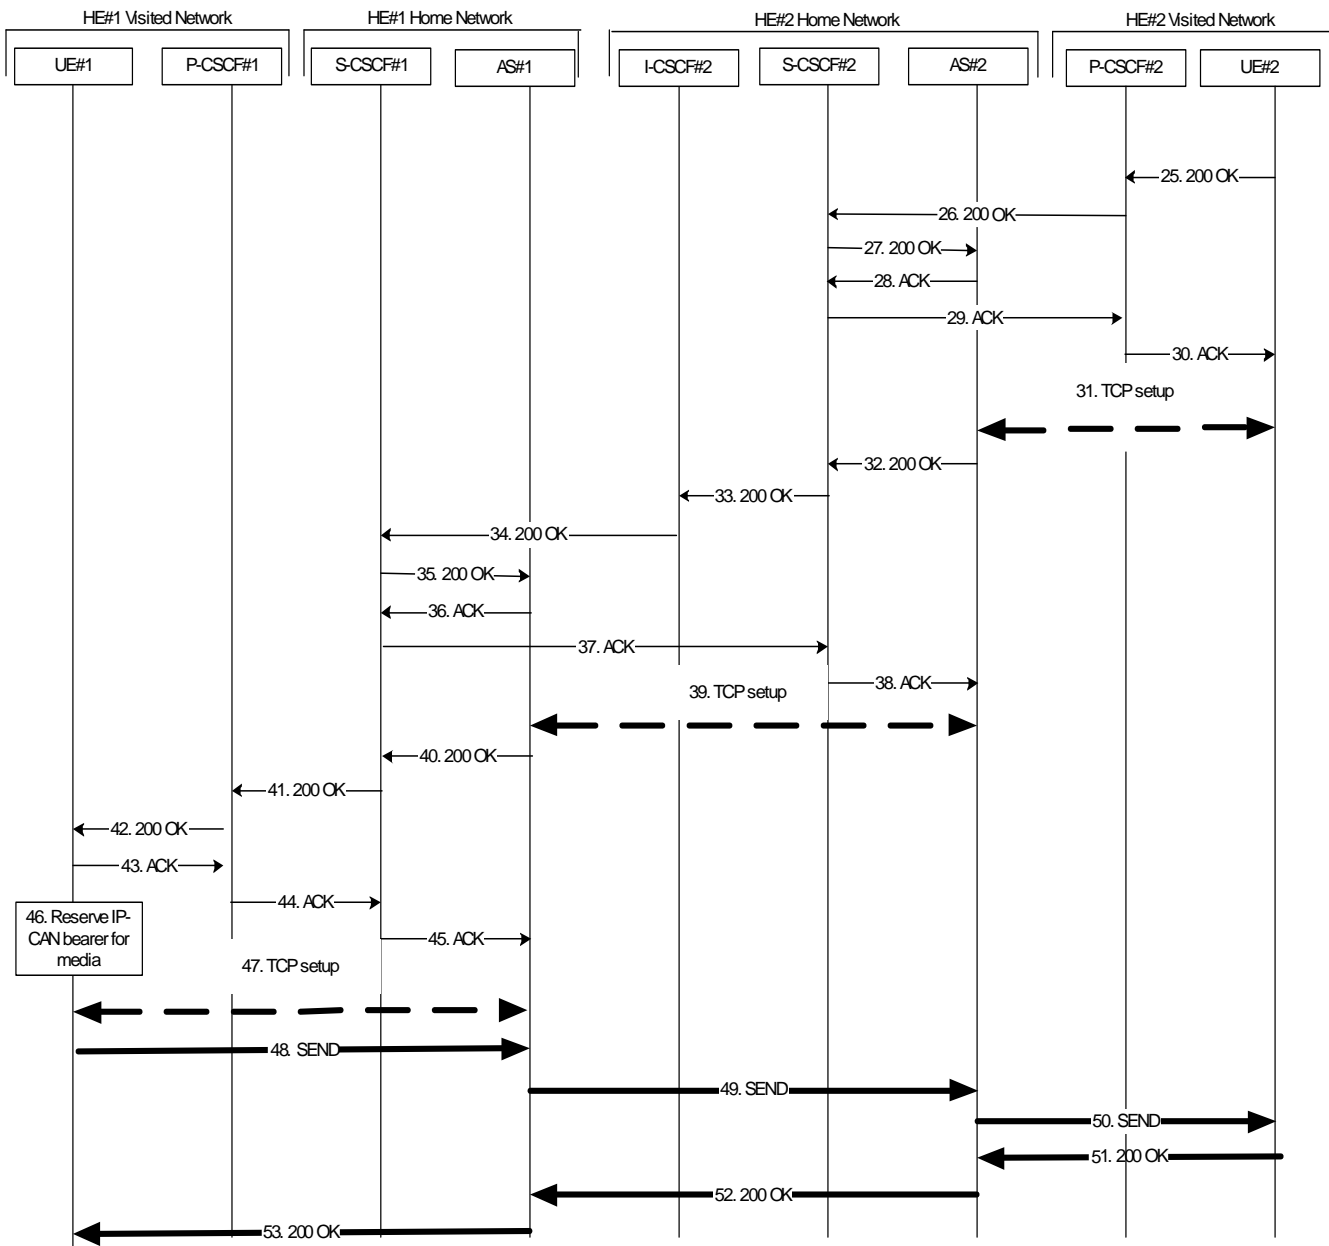 HE#1 Visited Network
HE#1 Home Network
HE#2 Home Network
HE#2 Visited Network
UE#1
P-CSCF#1
S-CSCF#1
AS#1
I-CSCF#2
S-CSCF#2
AS#2
P-CSCF#2
UE#2
25. 200 OK
26. 200 OK
27. 200 OK
28. ACK
29. ACK
30. ACK
31. TCP setup
32. 200 OK
33. 200 OK
34. 200 OK
35. 200 OK
36. ACK
37. ACK
38. ACK
39. TCP setup
40. 200 OK
41. 200 OK
42. 200 OK
43. ACK
44. ACK
45. ACK
46. Reserve IP-
CAN bearer for
media
47. TCP setup
48. SEND
49. SEND
50. SEND
51. 200 OK
52. 200 OK
53. 200 OK